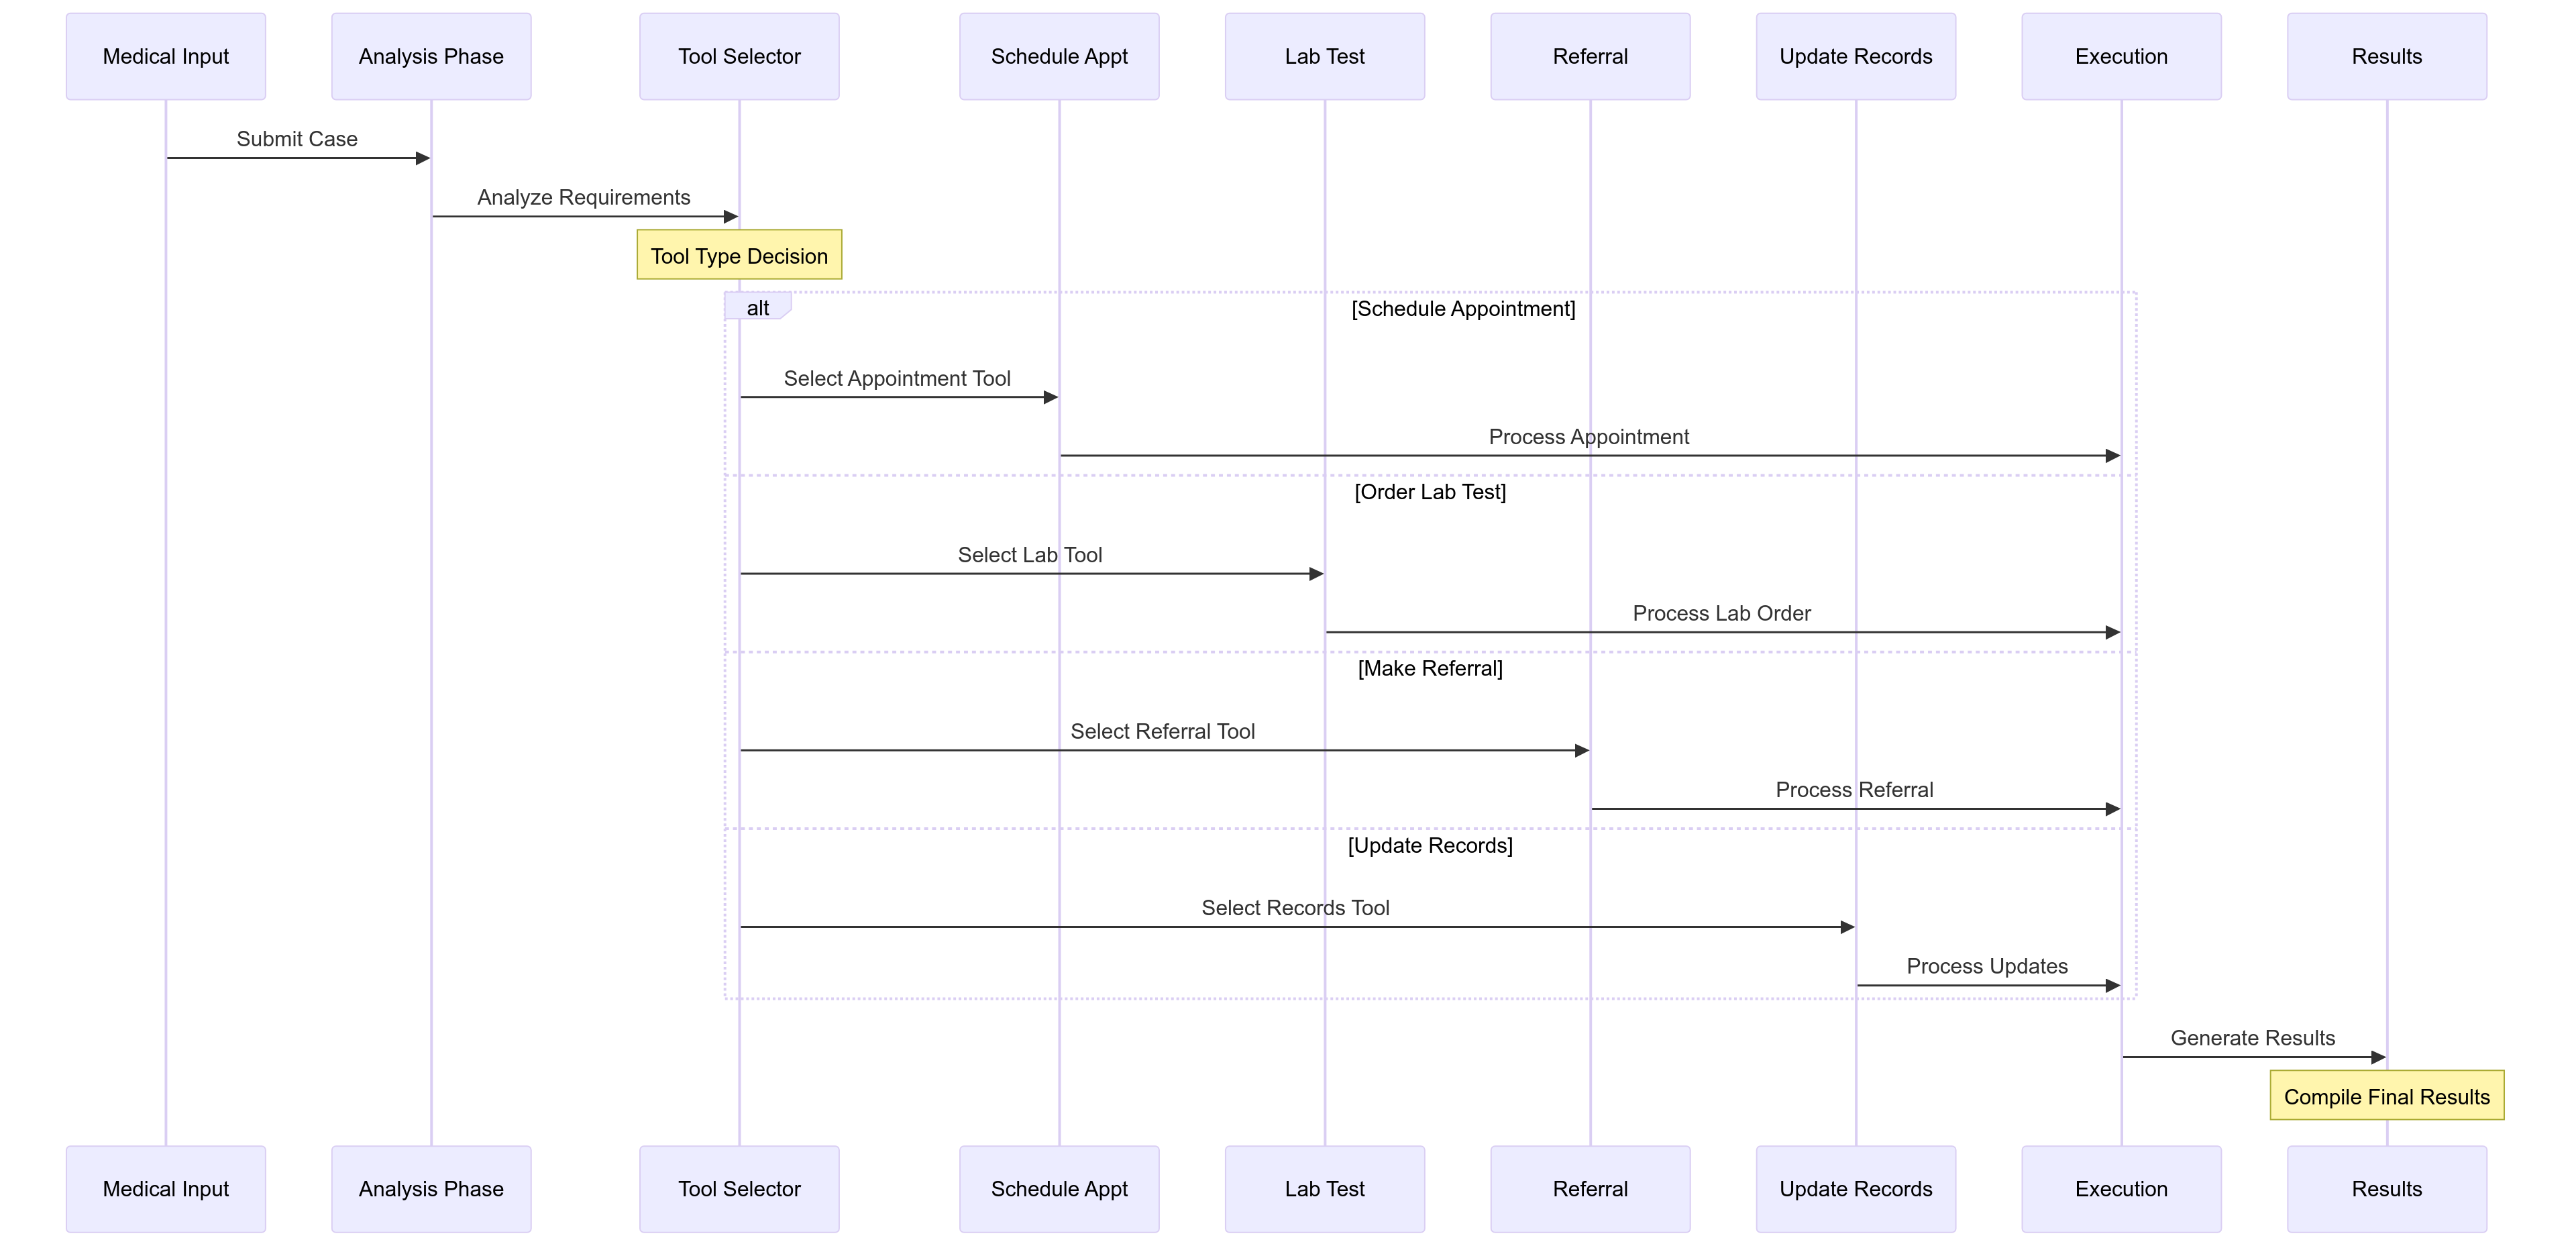 Medical Input
Analysis Phase
Tool Selector
Schedule Appt
Lab Test
Referral
Update Records
Execution
Results
Submit Case
Analyze Requirements
Tool Type Decision
alt
[Schedule Appointment]
Select Appointment Tool
Process Appointment
[Order Lab Test]
Select Lab Tool
Process Lab Order
[Make Referral]
Select Referral Tool
Process Referral
[Update Records]
Select Records Tool
Process Updates
Generate Results
Compile Final Results
Medical Input
Analysis Phase
Tool Selector
Schedule Appt
Lab Test
Referral
Update Records
Execution
Results